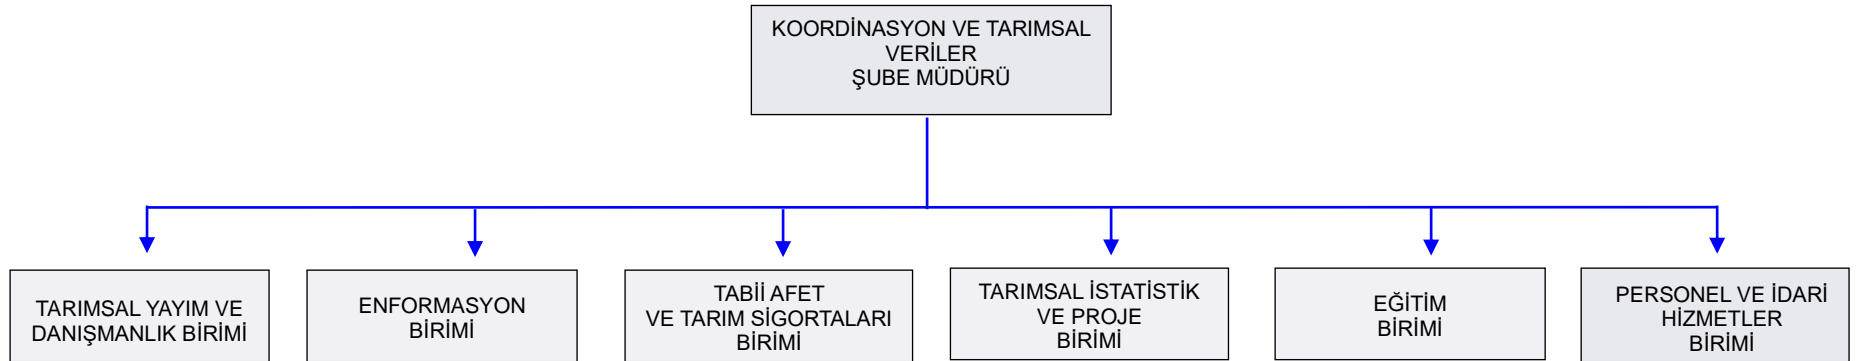 KOORDİNASYON VE TARIMSAL
VERİLER
ŞUBE MÜDÜRÜ
TARIMSAL YAYIM VE
DANIŞMANLIK BİRİMİ
ENFORMASYON
BİRİMİ
TABİİ AFET
VE TARIM SİGORTALARI
BİRİMİ
TARIMSAL İSTATİSTİK
VE PROJE
BİRİMİ
EĞİTİM
BİRİMİ
PERSONEL VE İDARİ
HİZMETLER
BİRİMİ